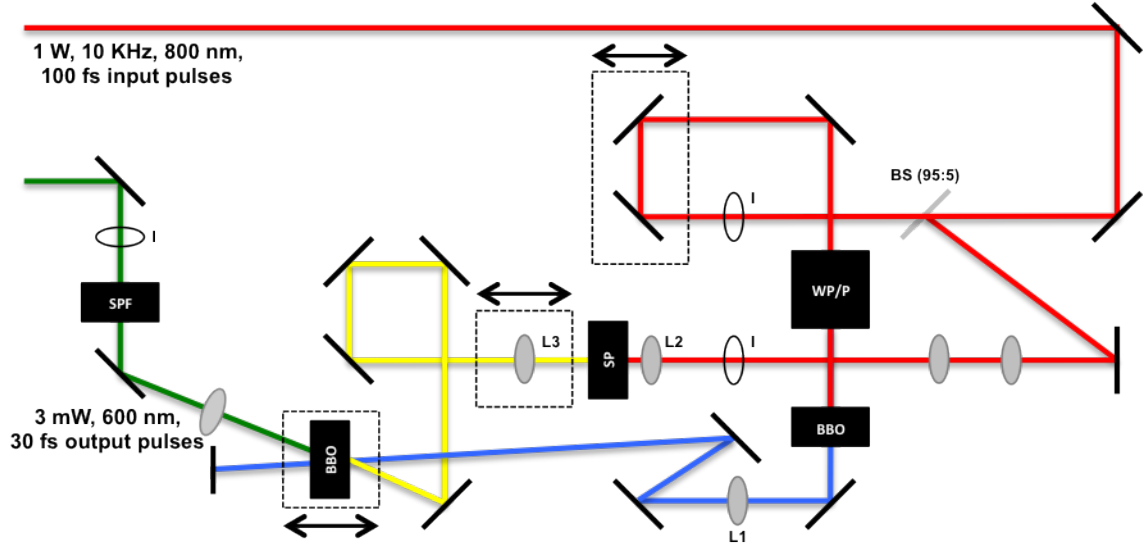 1 W, 10 KHz, 800 nm,
100 fs input pulses
BS (95:5)
I
I
WP/P
SPF
L3
SP
L2
I
3 mW, 600 nm,
30 fs output pulses
BBO
BBO
L1